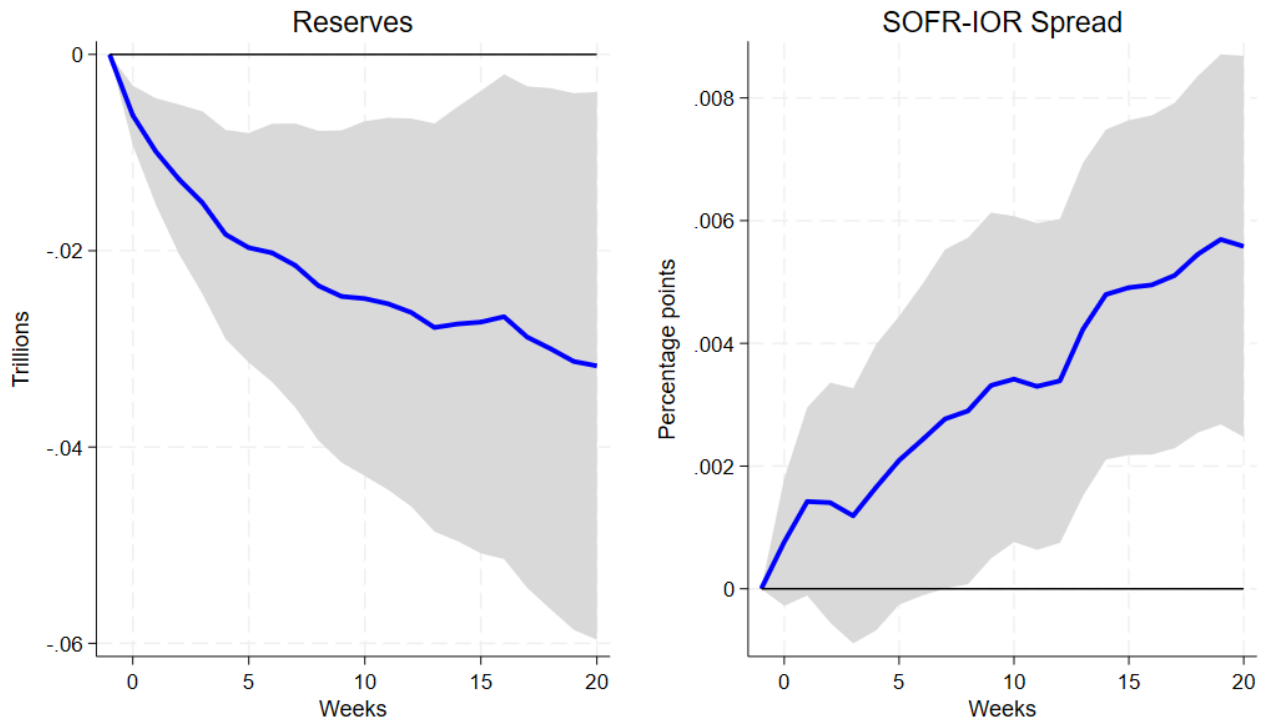 Reserves
Trillions
0
-.02
-.04
-.06
0 5 10 15 20
Weeks
SOFR-IOR Spread
Percentage points
.008
.006
.004
.002
0
0 5 10 15 20
Weeks